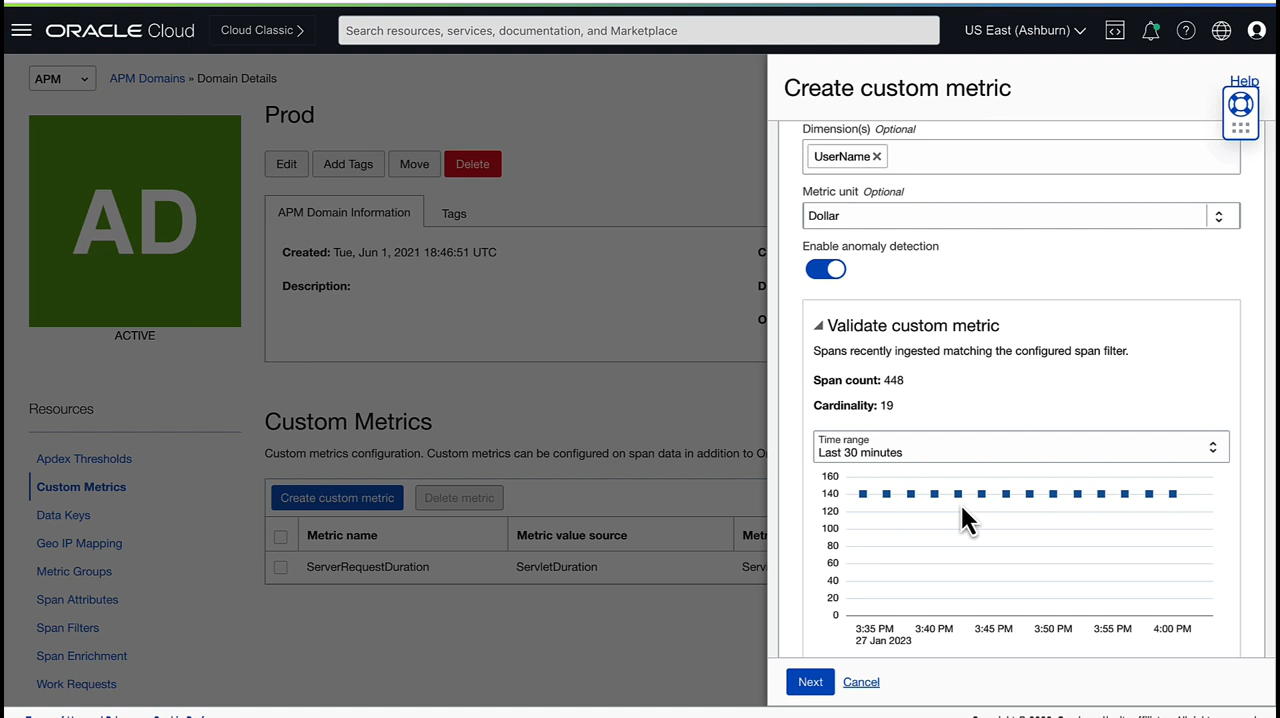 ORACLE Cloud
Cloud Classic >
Search resources, services, documentation, and Marketplace
US East (Ashburn)
APM
APM Domains » Domain Details
AD
ACTIVE
Prod
Edit
Add Tags
Move
Delete
APM Domain Information
Tags
Created: Tue, Jun 1, 2021 18:46:51 UTC
C
Description:
D
O
Resources
Apdex Thresholds
Custom Metrics
Data Keys
Geo IP Mapping
Metric Groups
Span Attributes
Span Filters
Span Enrichment
Work Requests
Custom Metrics
Custom metrics configuration. Custom metrics can be configured on span data in addition to O
Create custom metric
Delete metric
Metric name
Metric value source
Met
ServerRequestDuration
ServletDuration
Serv
Create custom metric
Help
Dimension(s) Optional
UserName ×
Metric unit Optional
Dollar
Enable anomaly detection
Validate custom metric
Spans recently ingested matching the configured span filter.
Span count: 448
Cardinality: 19
Time range
Last 30 minutes
160
140
120
100
80
60
40
20
0
3:35 PM 3:40 PM 3:45 PM 3:50 PM 3:55 PM 4:00 PM
27 Jan 2023
Next
Cancel